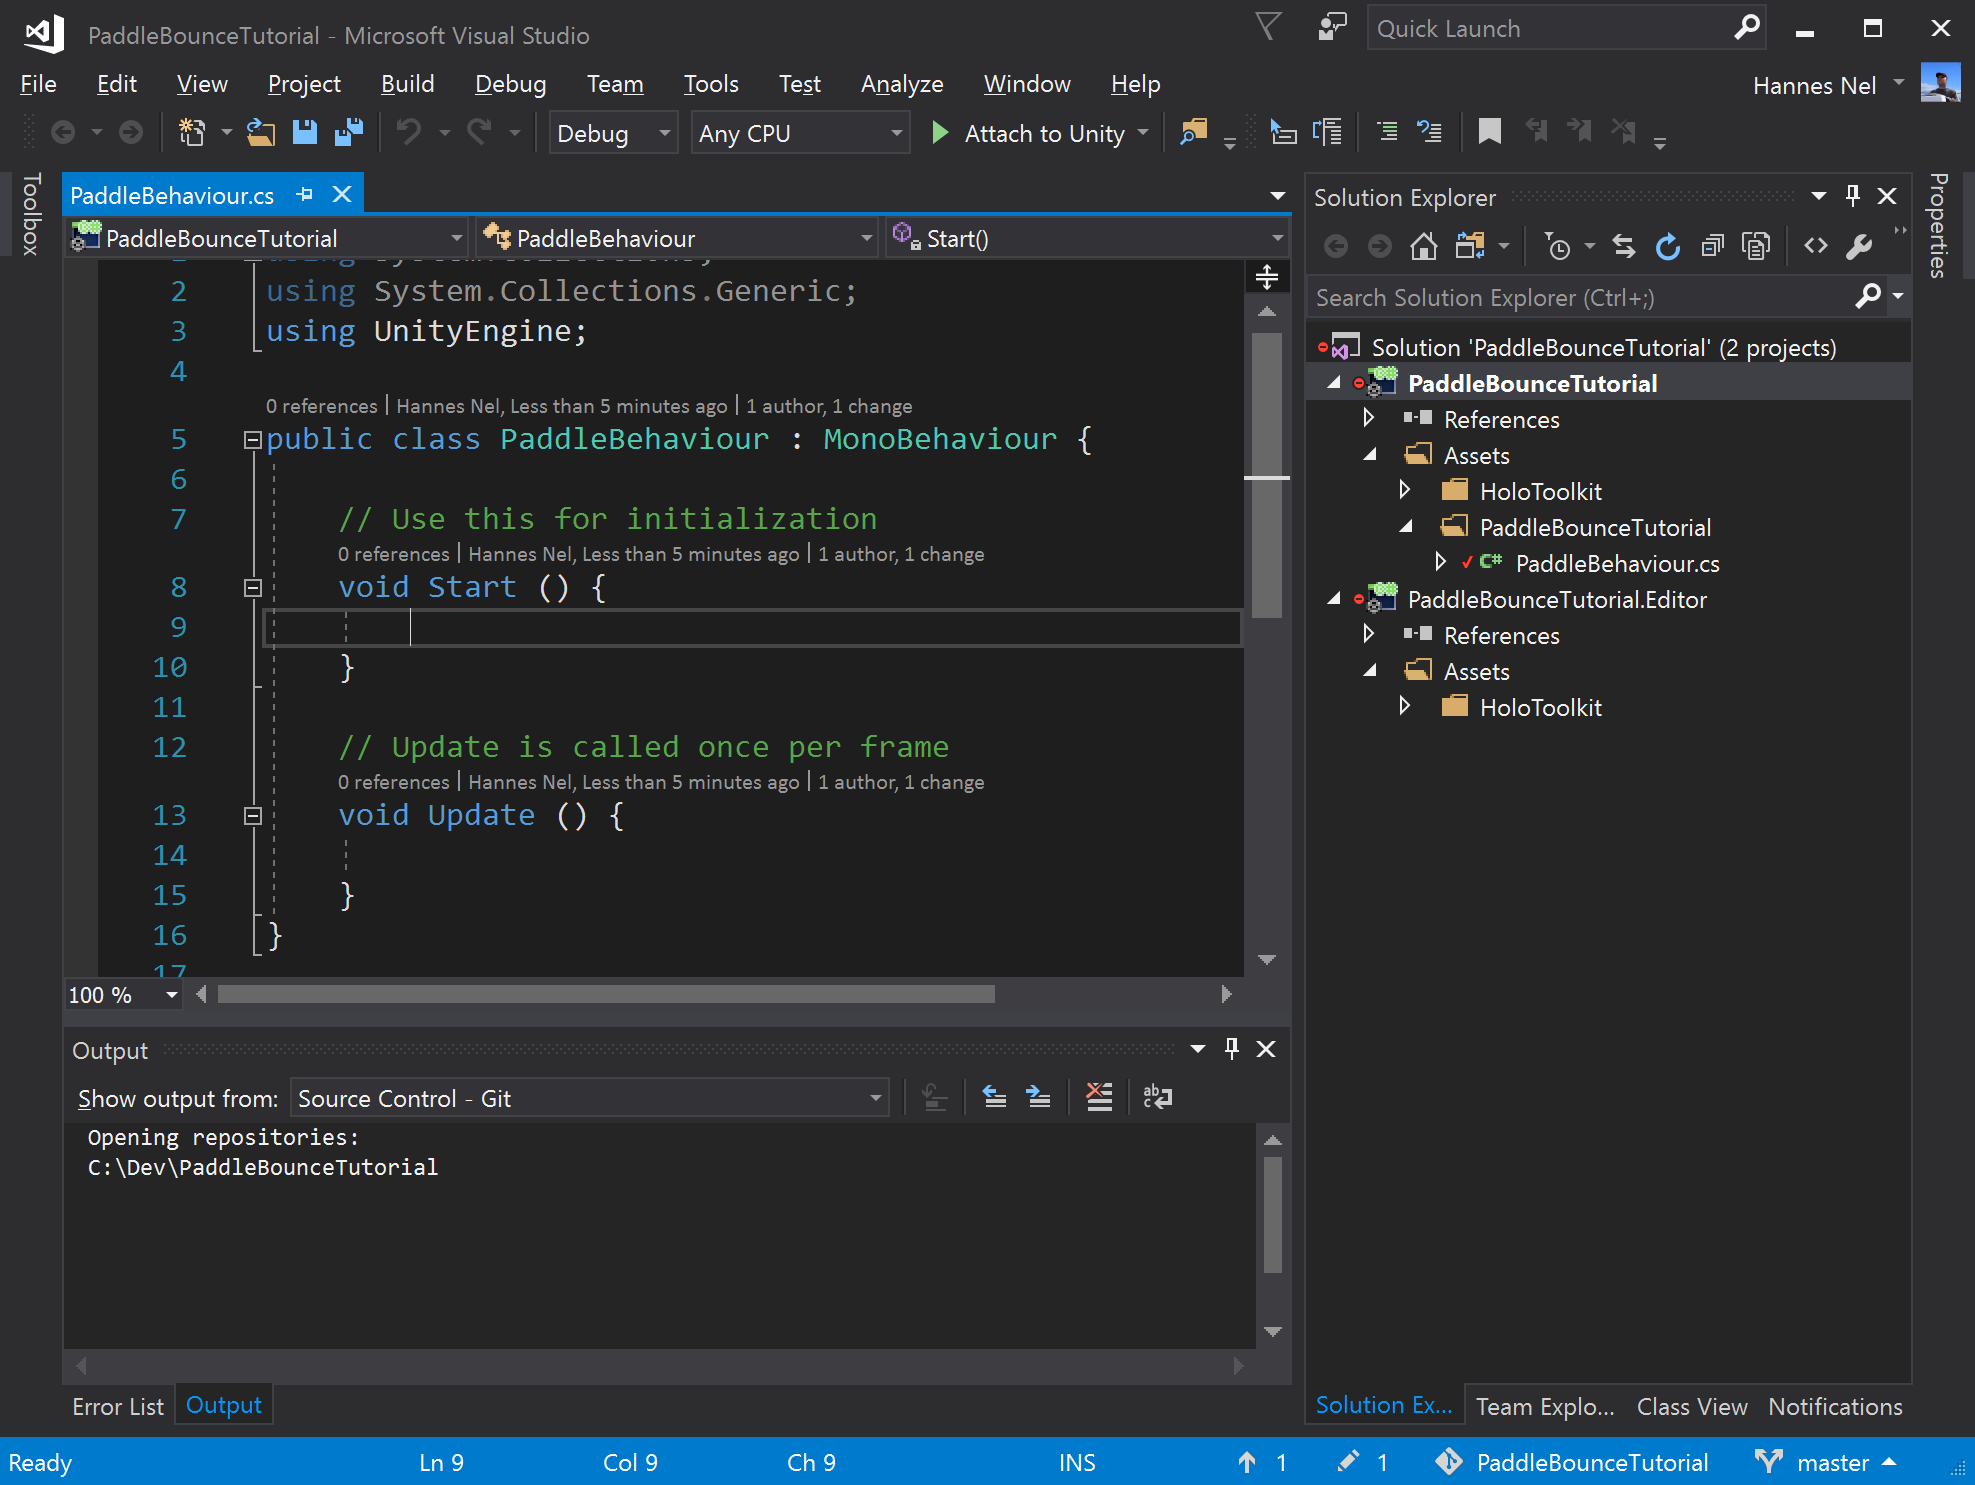 PaddleBounceTutorial - Microsoft Visual Studio
Quick Launch
File Edit View Project Build Debug Team Tools Test Analyze Window Help
Hannes Nel
Debug Any CPU Attach to Unity
Toolbox
PaddleBehaviour.cs
PaddleBounceTutorial PaddleBehaviour Start()
2 using System.Collections.Generic;
3 using UnityEngine;
4
0 references | Hannes Nel, Less than 5 minutes ago | 1 author, 1 change
5 public class PaddleBehaviour : MonoBehaviour {
6
7 // Use this for initialization
0 references | Hannes Nel, Less than 5 minutes ago | 1 author, 1 change
8 void Start () {
9
10 }
11
12 // Update is called once per frame
0 references | Hannes Nel, Less than 5 minutes ago | 1 author, 1 change
13 void Update () {
14
15 }
16 }
17
100 %
Output
Show output from: Source Control - Git
Opening repositories:
C:\Dev\PaddleBounceTutorial
Error List Output
Solution Explorer
Search Solution Explorer (Ctrl+;)
Solution 'PaddleBounceTutorial' (2 projects)
PaddleBounceTutorial
References
Assets
HoloToolkit
PaddleBounceTutorial
C# PaddleBehaviour.cs
PaddleBounceTutorial.Editor
References
Assets
HoloToolkit
Solution Ex... Team Explo... Class View Notifications
Properties
Ready Ln 9 Col 9 Ch 9 INS 1 1 PaddleBounceTutorial master